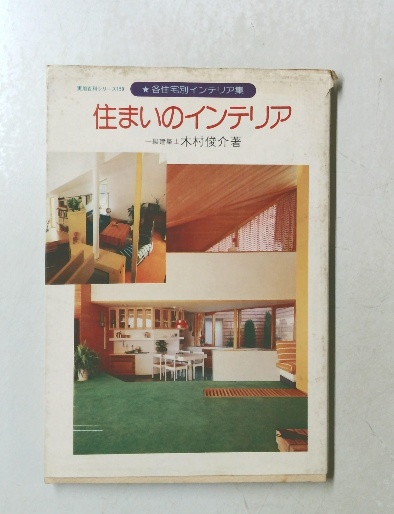 ★各住宅別インテリア集
住まいのインテリア
一級建築士木村俊介著